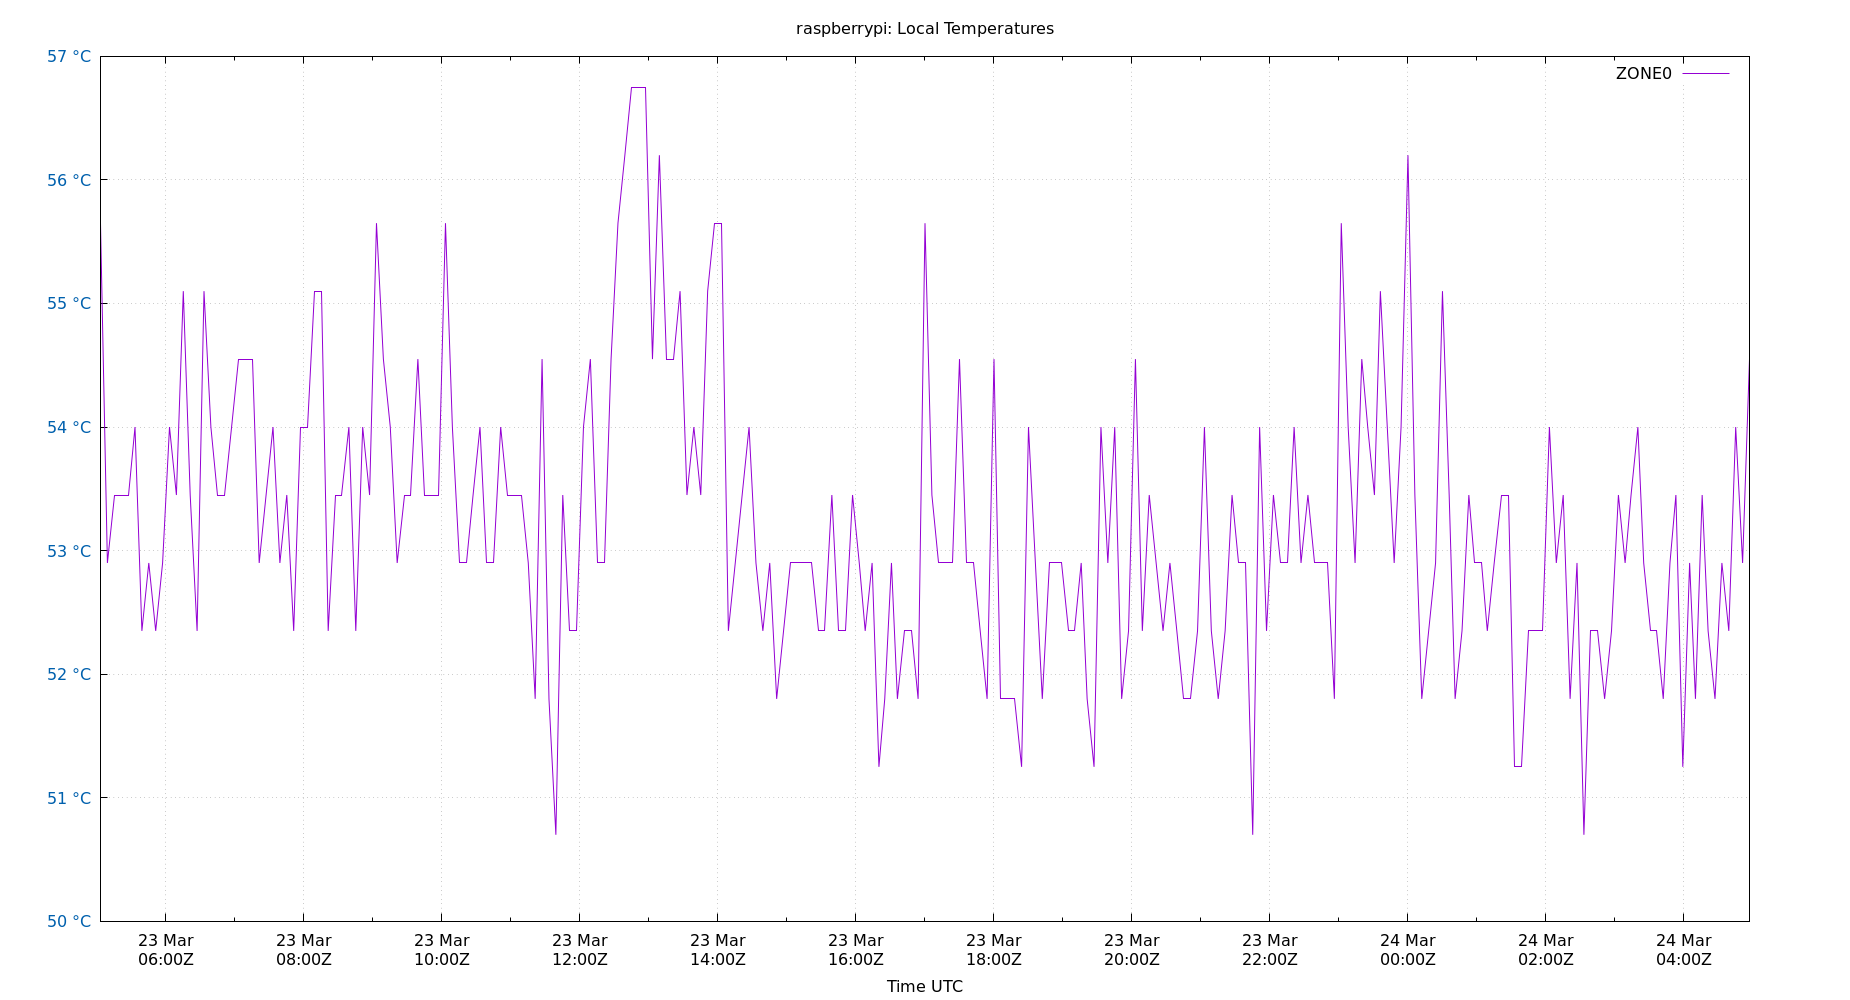 raspberrypi: Local Temperatures
57 °C
ZONE0
56 °C
55 °C
54 °C
53 °C
52 °C
51 °C
50 °C
23 Mar 23 Mar 23 Mar 23 Mar 23 Mar 23 Mar 23 Mar 23 Mar 23 Mar 24 Mar 24 Mar 24 Mar
06:00Z 08:00Z 10:00Z 12:00Z 14:00Z 16:00Z 18:00Z 20:00Z 22:00Z 00:00Z 02:00Z 04:00Z
Time UTC